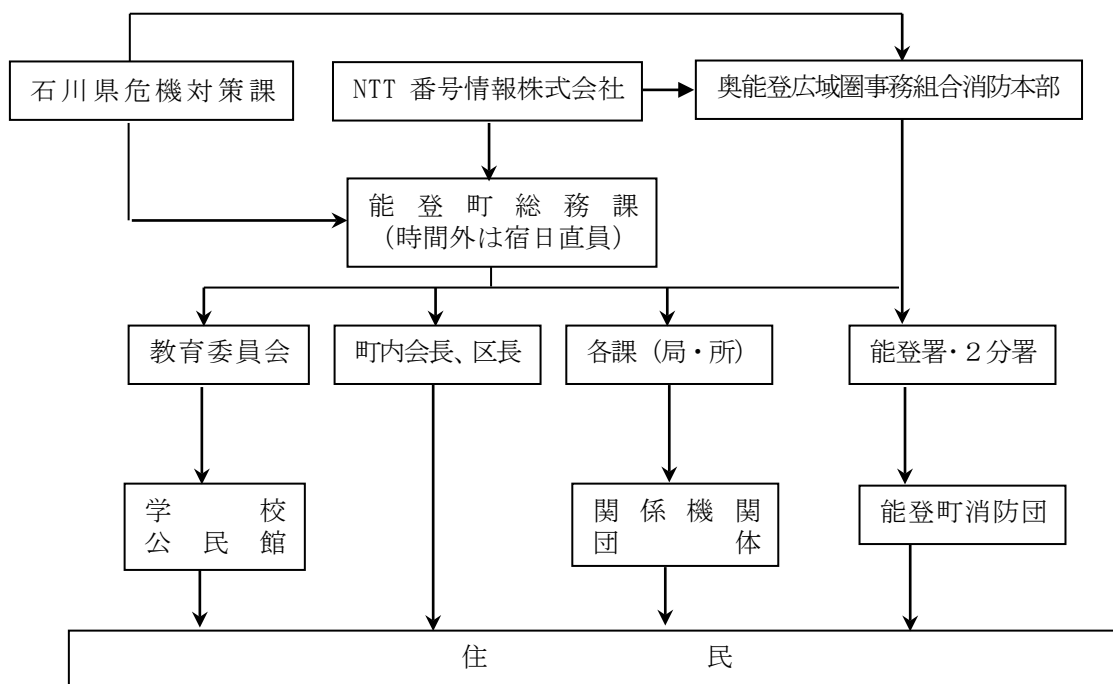 石川県危機対策課
NTT 番号情報株式会社
奥能登広域圏事務組合消防本部
能登町総務課
（時間外は宿日直員）
教育委員会
町内会長、区長
各課（局・所）
能登署・２分署
学校
公民館
関係機関
団体
能登町消防団
住民